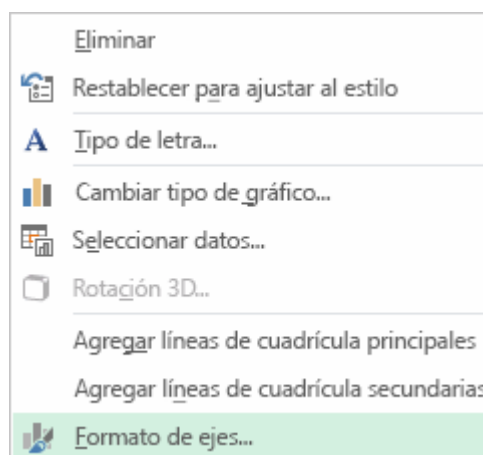 Eliminar
Restablecer para ajustar al estilo
Tipo de letra...
Cambiar tipo de gráfico...
Seleccionar datos...
Rotación 3D...
Agregar líneas de cuadrícula principales
Agregar líneas de cuadrícula secundarias
Formato de ejes...